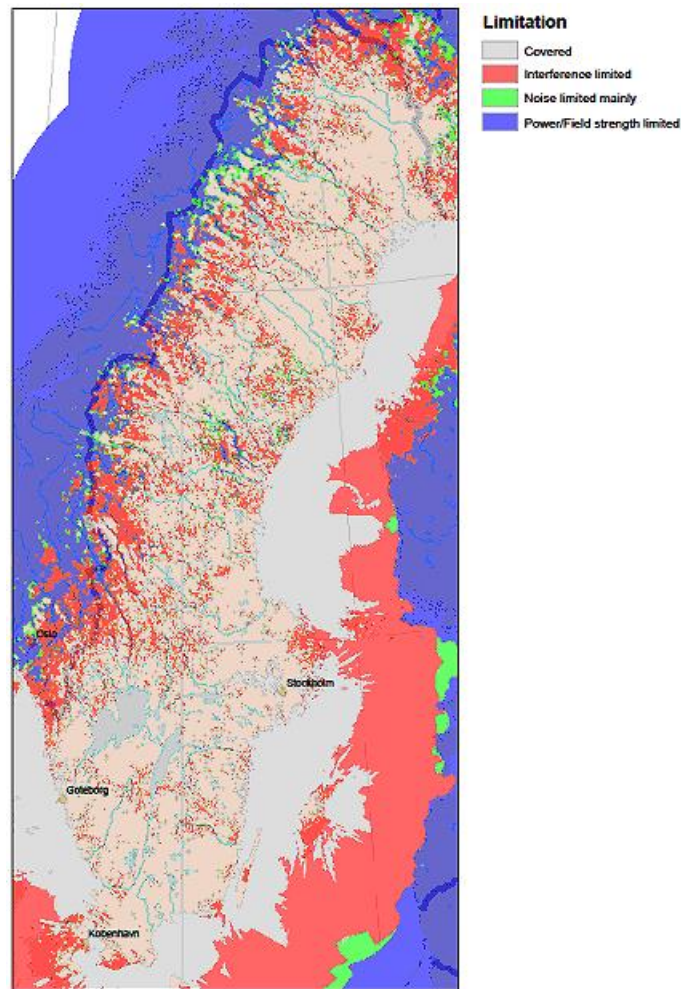 Limitation
Covered
Interference limited
Noise limited mainly
Power/Field strength limited
Oslo
Stockholm
Goteborg
Kobenhavn